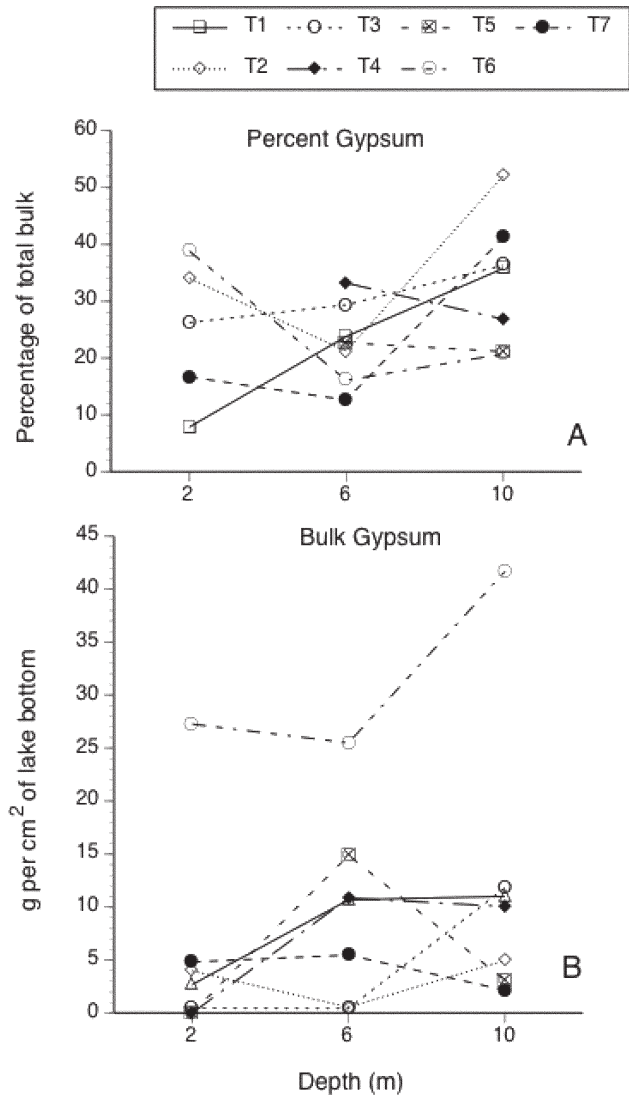 T1 T3 T5 T7
T2 T4 T6
Percent Gypsum
Percentage of total bulk
60
50
40
30
20
10
0
2 6 10
A
Bulk Gypsum
g per cm² of lake bottom
45
40
35
30
25
20
15
10
5
0
2 6 10
B
Depth (m)